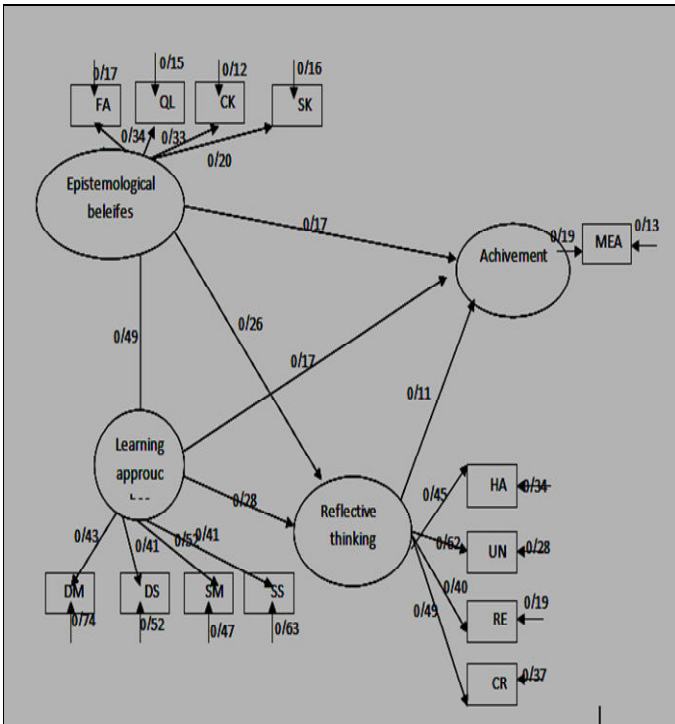 0/17
0/15
0/12
0/16
FA
QL
CK
SK
0/34
0/33
0/20
Epistemological
beleifes
0/17
0/19
0/13
MEA
Achivement
0/49
0/26
0/17
0/11
Learning
approuc
0/28
Reflective
thinking
0/45
HA
0/34
0/62
UN
0/28
0/40
0/49
RE
0/19
CR
0/37
0/43
0/41
0/52
0/41
DM
DS
SM
SS
0/74
0/52
0/47
0/63